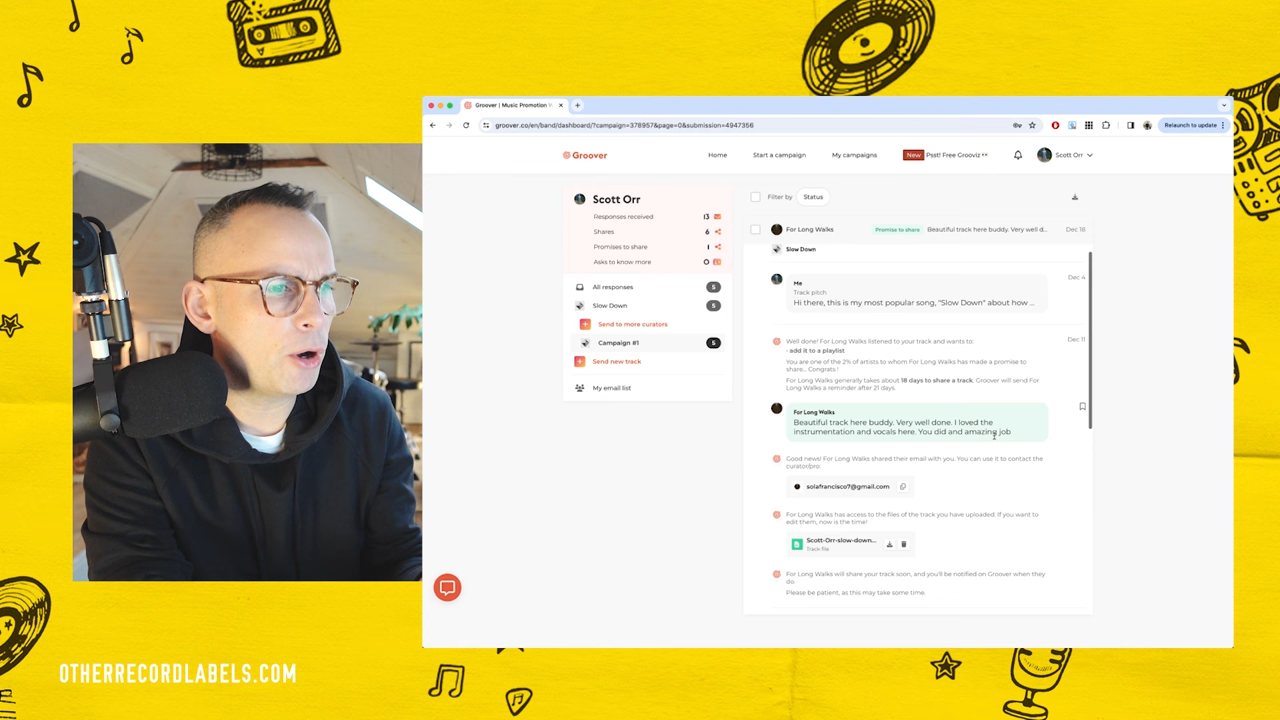 Groover | Music Promotion
groover.co/en/band/dashboard/?campaign=378957&page=0&submission=4947356
Relaunch to update
Groover
Home
Start a campaign
My campaigns
New
Psst! Free Grooviz
Scott Orr
Scott Orr
Responses received 13
Shares 6
Promises to share 1
Asks to know more 0
All responses 5
Slow Down 5
Send to more curators
Campaign #1 5
Send new track
My email list
Filter by Status
For Long Walks Promise to share Beautiful track here buddy. Very well d... Dec 18
Slow Down
Dec 4
Me
Track pitch
Hi there, this is my most popular song, "Slow Down" about how ...
Dec 11
Well done! For Long Walks listened to your track and wants to:
- add it to a playlist
You are one of the 2% of artists to whom For Long Walks has made a promise to
share... Congrats !
For Long Walks generally takes about 18 days to share a track. Groover will send For
Long Walks a reminder after 21 days.
For Long Walks
Beautiful track here buddy. Very well done. I loved the
instrumentation and vocals here. You did and amazing job
Good news! For Long Walks shared their email with you. You can use it to contact the
curator/pro:
solafrancisco7@gmail.com
For Long Walks has access to the files of the track you have uploaded. If you want to
edit them, now is the time!
Scott-Orr-slow-down...
Track file
For Long Walks will share your track soon, and you'll be notified on Groover when they
do.
Please be patient, as this may take some time.
OTHERRECORDLABELS.COM